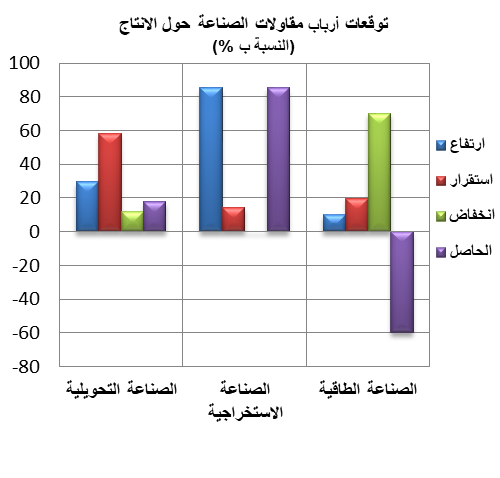 توقعات أرباب مقاولات الصناعة حول الانتاج
(النسبة ب %)
100
80
60
40
20
0
-20
-40
-60
-80
ارتفاع
استقرار
انخفاض
الحاصل
الصناعة التحويلية
الصناعة
الاستخراجية
الصناعة الطاقية